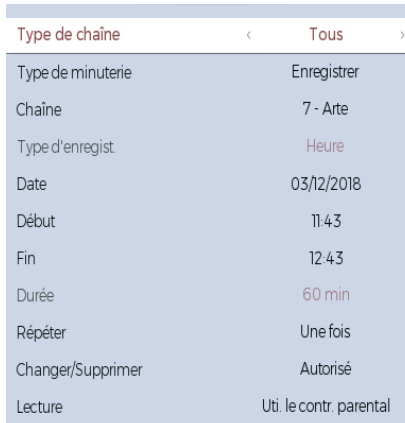 Type de chaîne < Tous >
Type de minuterie Enregistrer
Chaîne 7 - Arte
Type d'enregist. Heure
Date 03/12/2018
Début 11:43
Fin 12:43
Durée 60 min
Répéter Une fois
Changer/Supprimer Autorisé
Lecture Uti. le contr. parental